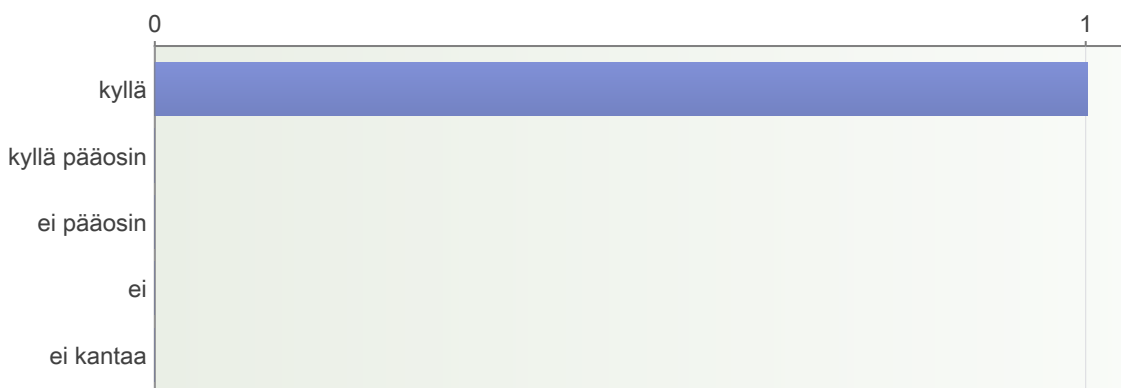 0 1
kyllä
kyllä pääosin
ei pääosin
ei
ei kantaa